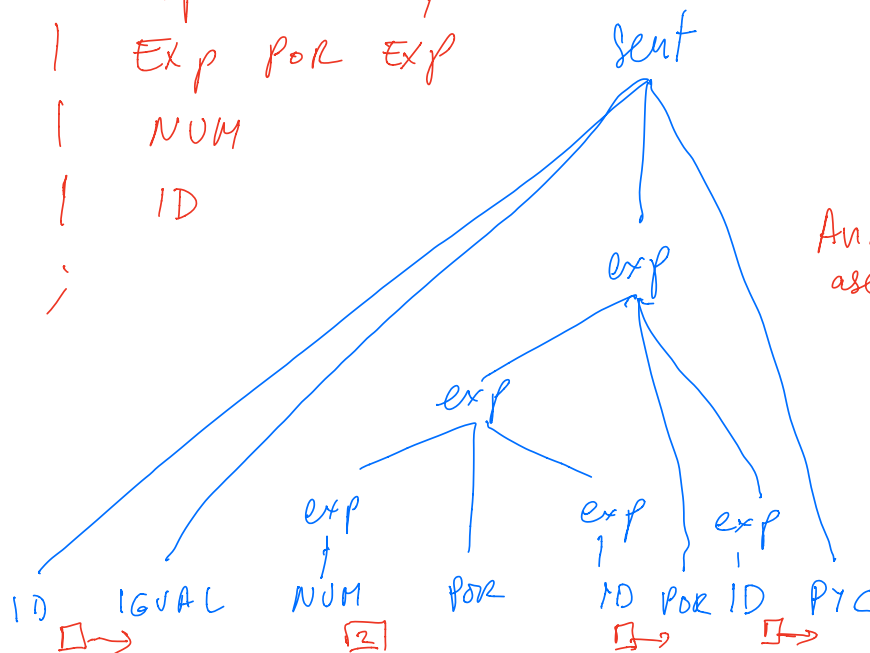 | Exp POR Exp
sent
| NUM
| ID
;
exp
exp
exp exp exp
ID IGUAL NUM POR ID POR ID PYC
2